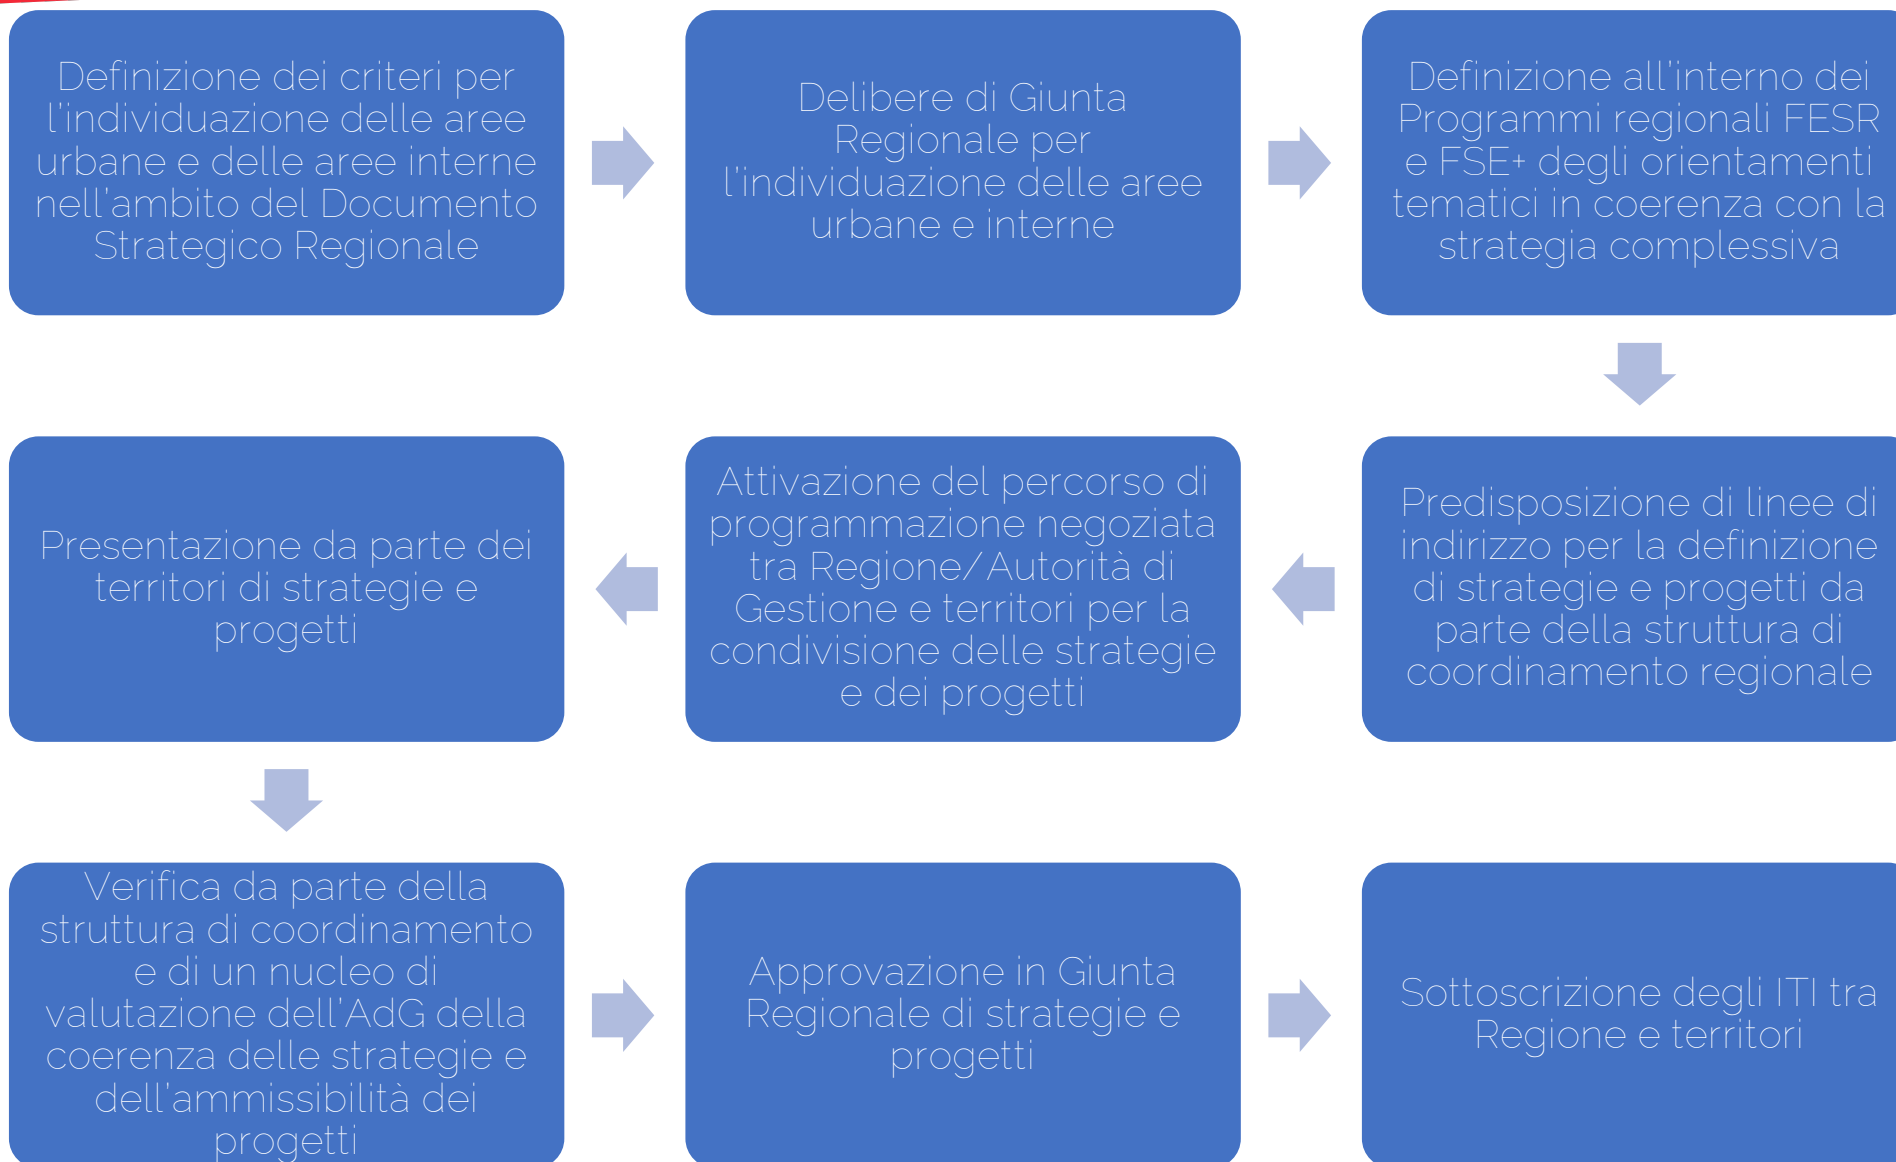 Definizione dei criteri per
l'individuazione delle aree
urbane e delle aree interne
nell'ambito del Documento
Strategico Regionale
Delibere di Giunta
Regionale per
l'individuazione delle aree
urbane e interne
Definizione all'interno dei
Programmi regionali FESR
e FSE+ degli orientamenti
tematici in coerenza con la
strategia complessiva
Predisposizione di linee di
indirizzo per la definizione
di strategie e progetti da
parte della struttura di
coordinamento regionale
Attivazione del percorso di
programmazione negoziata
tra Regione/Autorità di
Gestione e territori per la
condivisione delle strategie
e dei progetti
Presentazione da parte dei
territori di strategie e
progetti
Verifica da parte della
struttura di coordinamento
e di un nucleo di
valutazione dell'AdG della
coerenza delle strategie e
dell'ammissibilità dei
progetti
Approvazione in Giunta
Regionale di strategie e
progetti
Sottoscrizione degli ITI tra
Regione e territori